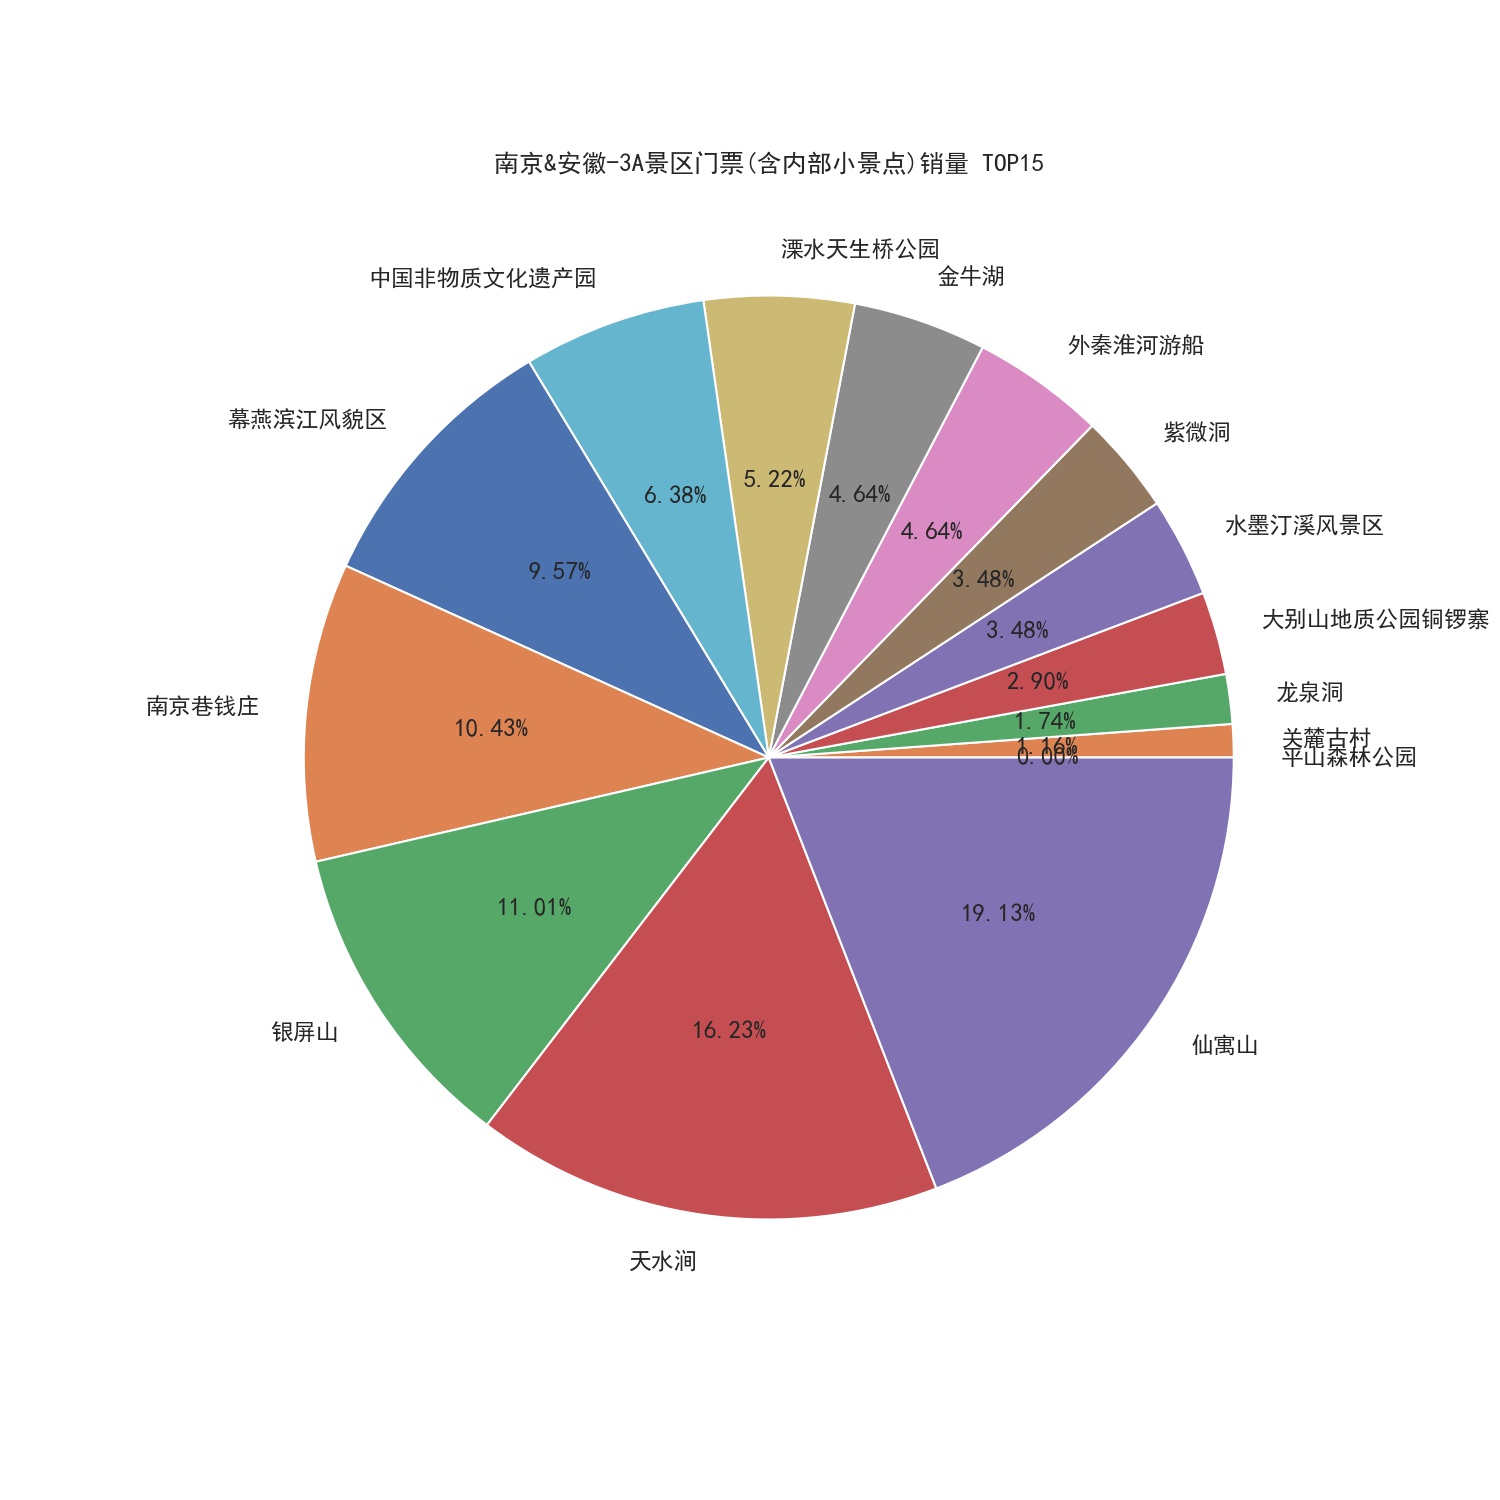 南京&安徽-3A景区门票(含内部小景点)销量 TOP15
溧水天生桥公园
金牛湖
中国非物质文化遗产园
外秦淮河游船
幕燕滨江风貌区
紫微洞
水墨汀溪风景区
大别山地质公园铜锣寨
龙泉洞
南京巷钱庄
关麓古村
平山森林公园
银屏山
仙寓山
天水涧
5.22%
4.64%
6.38%
4.64%
9.57%
3.48%
3.48%
2.90%
1.74%
10.43%
1.16%
0.00%
11.01%
19.13%
16.23%